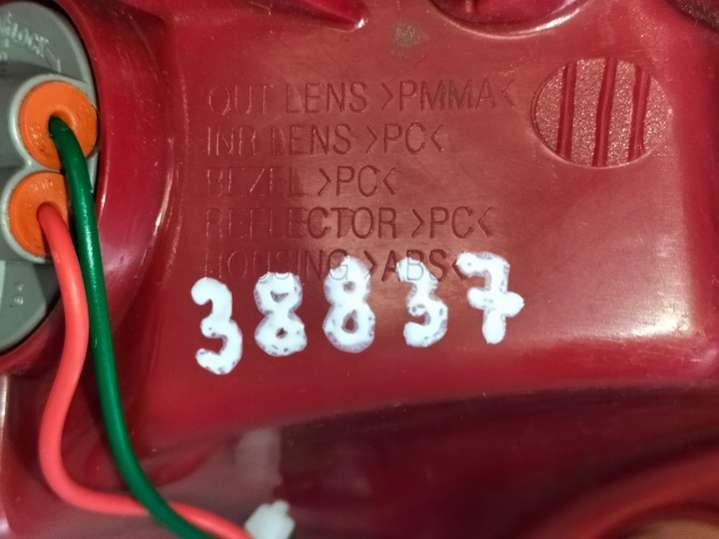 OUT LENS >PMMA<
INR LENS >PC<
BEZEL >PC<
REFLECTOR >PC<
HOUSING >ABS<
38837